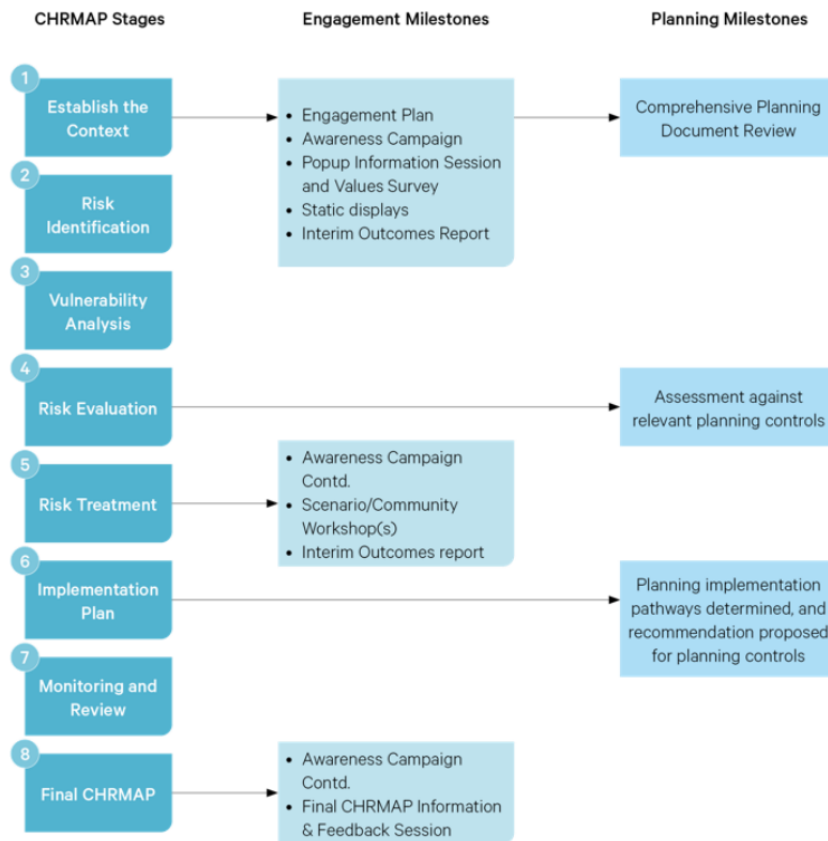 CHRMAP Stages
Engagement Milestones
Planning Milestones
1
Establish the
Context
• Engagement Plan
• Awareness Campaign
• Popup Information Session
and Values Survey
• Static displays
• Interim Outcomes Report
Comprehensive Planning
Document Review
2
Risk
Identification
3
Vulnerability
Analysis
4
Risk Evaluation
Assessment against
relevant planning controls
5
Risk Treatment
• Awareness Campaign
Contd.
• Scenario/Community
Workshop(s)
• Interim Outcomes report
6
Implementation
Plan
Planning implementation
pathways determined, and
recommendation proposed
for planning controls
7
Monitoring and
Review
8
Final CHRMAP
• Awareness Campaign
Contd.
• Final CHRMAP Information
& Feedback Session